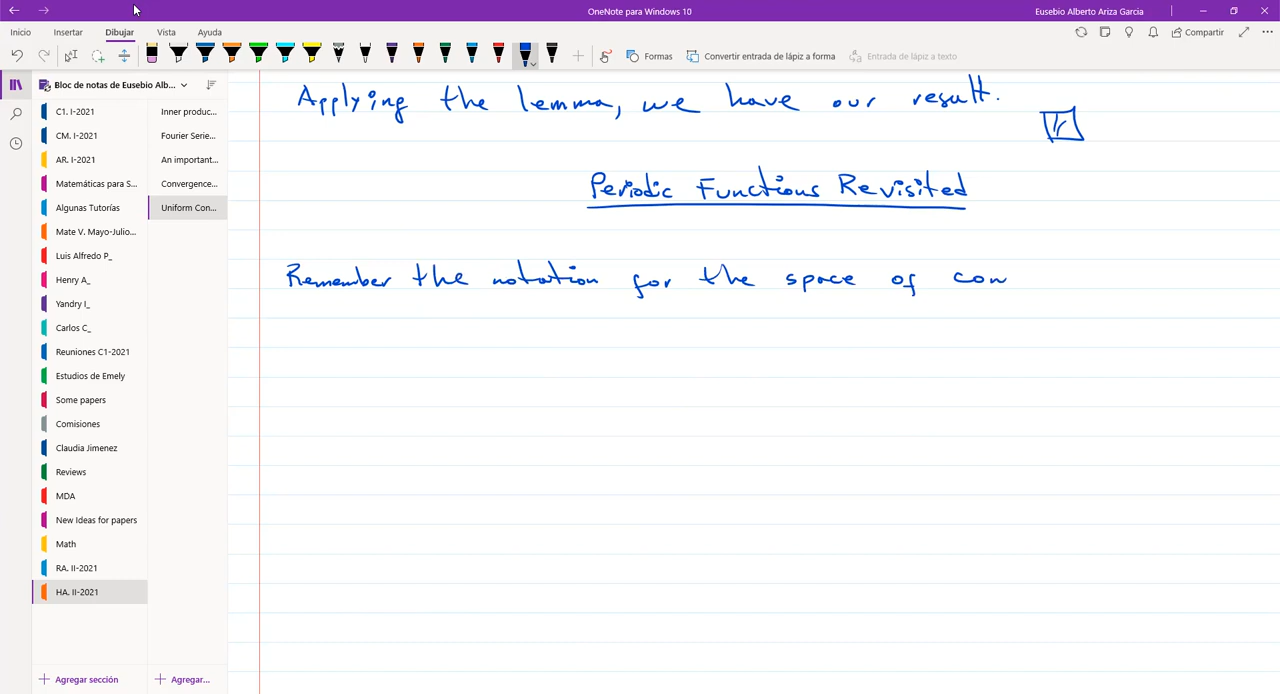 OneNote para Windows 10
Eusebio Alberto Ariza Garcia
Inicio
Insertar
Dibujar
Vista
Ayuda
Compartir
Formas
Convertir entrada de lápiz a forma
Entrada de lápiz a texto
Bloc de notas de Eusebio Alb...
C1. I-2021
CM. I-2021
AR. I-2021
Matemáticas para S...
Algunas Tutorías
Mate V. Mayo-Julio...
Luis Alfredo P_
Henry A_
Yandry I_
Carlos C_
Reuniones C1-2021
Estudios de Emely
Some papers
Comisiones
Claudia Jimenez
Reviews
MDA
New Ideas for papers
Math
RA. II-2021
HA. II-2021
Agregar sección
Inner produc...
Fourier Serie...
An important...
Convergence...
Uniform Con...
Agregar...
Applying the lemma, we have our result.
Periodic Functions Revisited
Remember the notation for the space of con